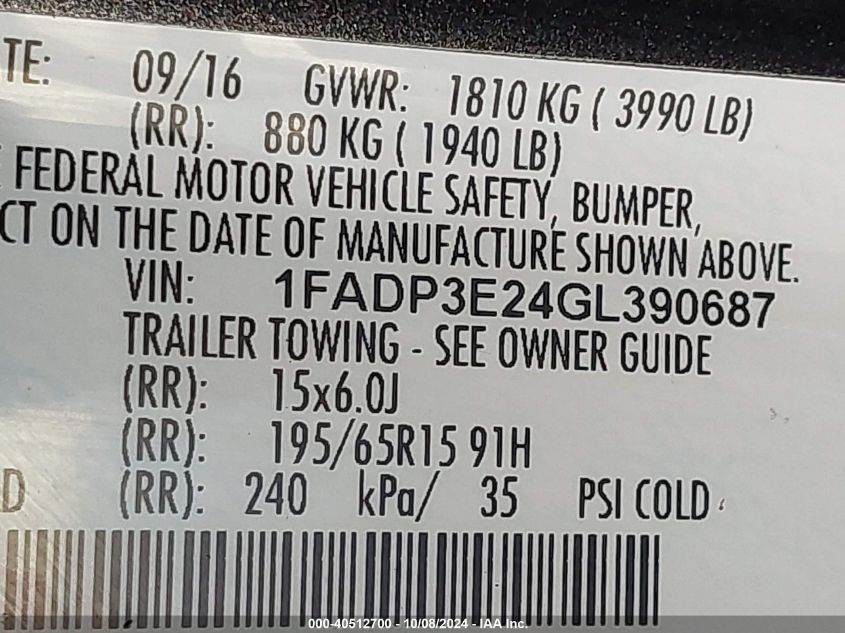 TE: 09/16 GVWR: 1810 KG ( 3990 LB)
(RR): 880 KG ( 1940 LB)
FEDERAL MOTOR VEHICLE SAFETY, BUMPER,
CT ON THE DATE OF MANUFACTURE SHOWN ABOVE.
VIN: 1FADP3E24GL390687
TRAILER TOWING - SEE OWNER GUIDE
(RR): 15x6.0J
(RR): 195/65R15 91H
D (RR): 240 kPa/ 35 PSI COLD
000-40512700 - 10/08/2024 - IAA Inc.